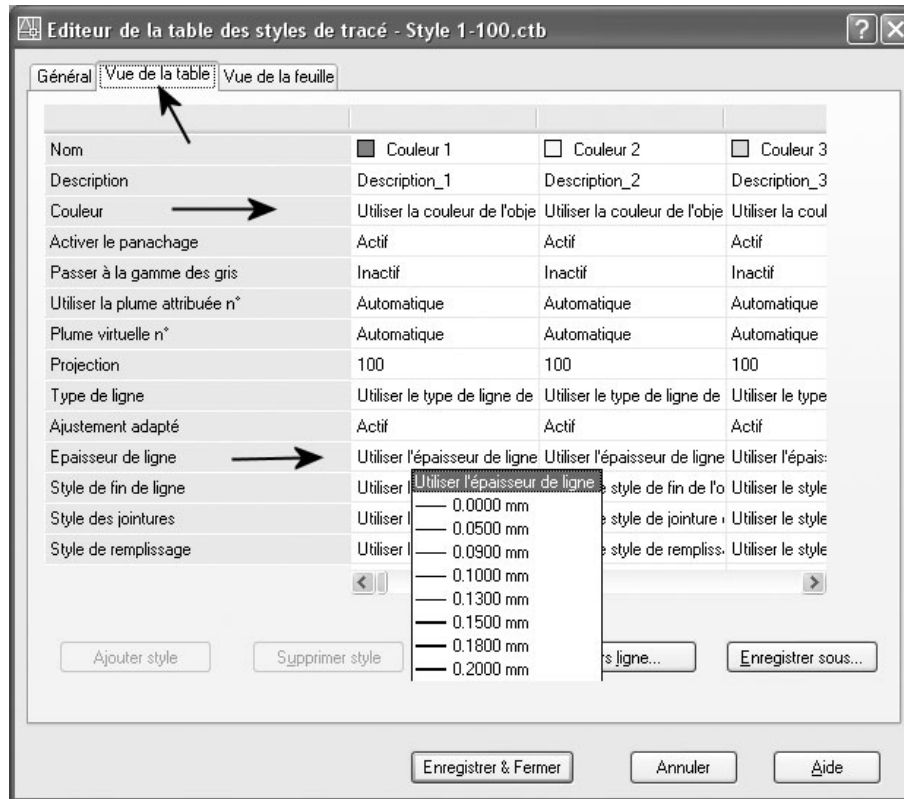 Editeur de la table des styles de tracé - Style 1-100.ctb
Général Vue de la table Vue de la feuille
Nom Couleur 1 Couleur 2 Couleur 3
Description Description_1 Description_2 Description_3
Couleur Utiliser la couleur de l'obje Utiliser la couleur de l'obje Utiliser la coul
Activer le panachage Actif Actif Actif
Passer à la gamme des gris Inactif Inactif Inactif
Utiliser la plume attribuée n° Automatique Automatique Automatique
Plume virtuelle n° Automatique Automatique Automatique
Projection 100 100 100
Type de ligne Utiliser le type de ligne de Utiliser le type de ligne de Utiliser le type
Ajustement adapté Actif Actif Actif
Epaisseur de ligne Utiliser l'épaisseur de ligne Utiliser l'épaisseur de ligne Utiliser l'épais
Style de fin de ligne Utiliser l style de fin de l'o Utiliser le style
Style des jointures Utiliser l style de jointure Utiliser le style
Style de remplissage Utiliser l style de repliss Utiliser le style
Utiliser l'épaisseur de ligne
0.0000 mm
0.0500 mm
0.0900 mm
0.1000 mm
0.1300 mm
0.1500 mm
0.1800 mm
0.2000 mm
Ajouter style Supprimer style rs ligne... Enregistrer sous...
Enregistrer & Fermer Annuler Aide